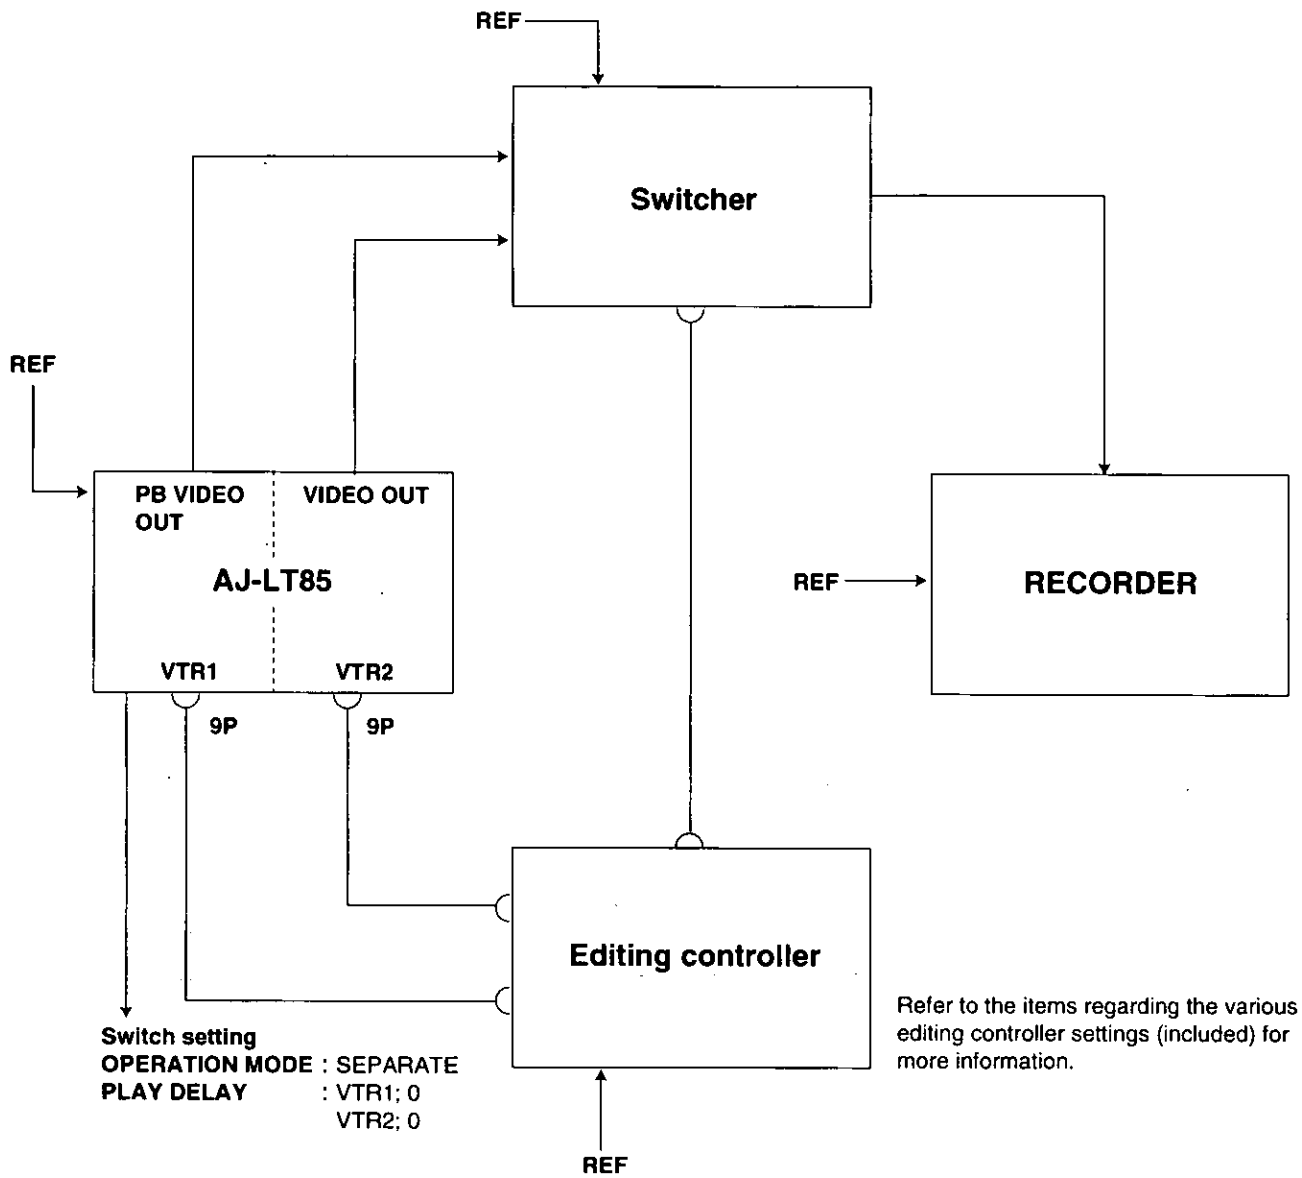 REF
Switcher
REF
PB VIDEO
OUT
VIDEO OUT
AJ-LT85
REF
RECORDER
VTR1
VTR2
9P
9P
Editing controller
Refer to the items regarding the various
editing controller settings (included) for
more information.
Switch setting
OPERATION MODE : SEPARATE
PLAY DELAY : VTR1; 0
VTR2; 0
REF